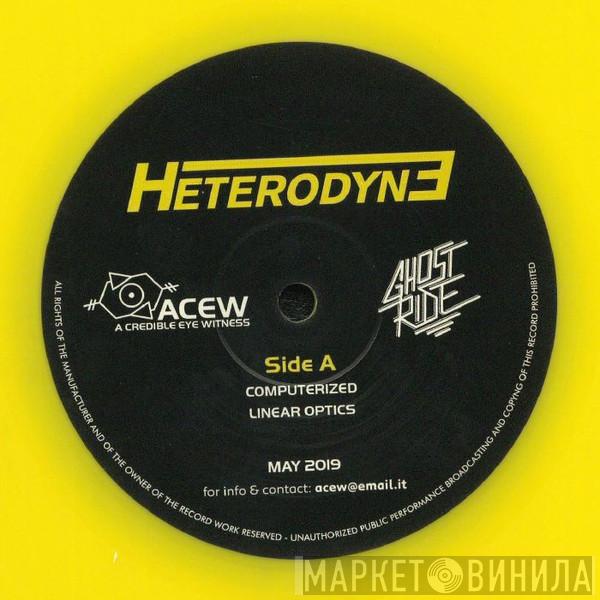 HETERODYNE
ACEW
A CREDIBLE EYE WITNESS
GHOST
RIDE
Side A
COMPUTERIZED
LINEAR OPTICS
MAY 2019
for info & contact: acew@email.it
ALL RIGHTS OF THE MANUFACTURER AND OF THE OWNER OF THE RECORD WORK RESERVED - UNAUTHORIZED PUBLIC PERFORMANCE BROADCASTING AND COPYNG OF THIS RECORD PROHIBITED
МАРКЕТ ВИНИЛА